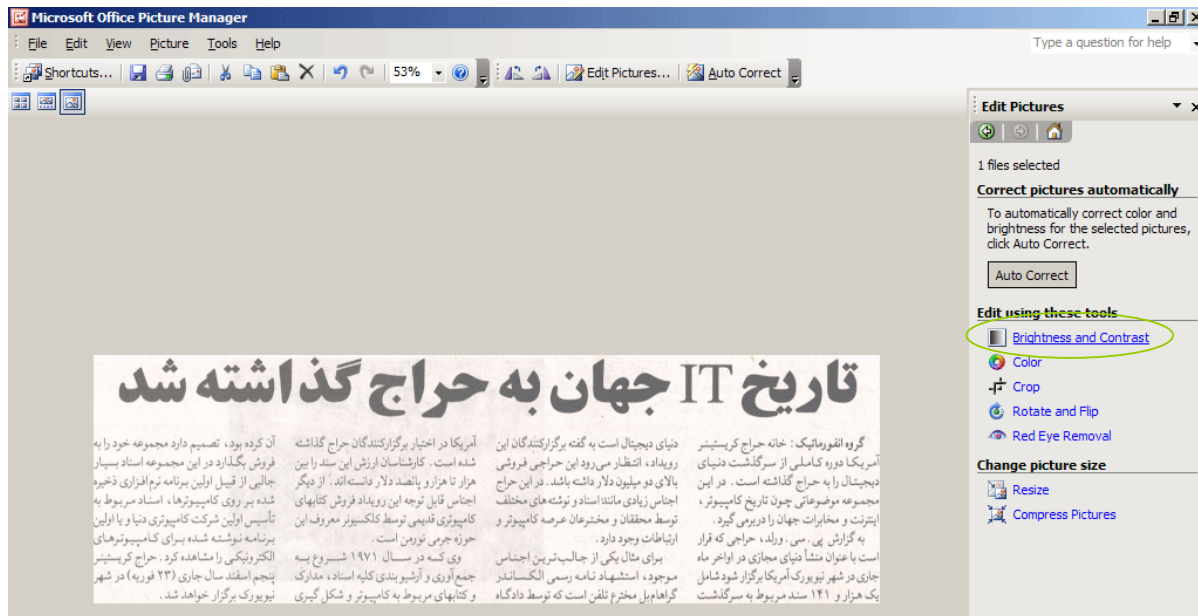 Microsoft Office Picture Manager
File Edit View Picture Tools Help
Type a question for help
Shortcuts... 53% Edit Pictures... Auto Correct
Edit Pictures
1 files selected
Correct pictures automatically
To automatically correct color and
brightness for the selected pictures,
click Auto Correct.
Auto Correct
Edit using these tools
Brightness and Contrast
Color
Crop
Rotate and Flip
Red Eye Removal
Change picture size
Resize
Compress Pictures
تاریخ IT جهان به حراج گذاشته شد
گروه انفورماتیک : خانه حراج کریستینر
آمریکا دوره کاملی از سرگذشت دنیای
دیجیتال را به حراج گذاشته است . در این
مجموعه موضوعاتی چون تاریخ کامپیوتر ،
اینترنت و مخابرات جهان را دربرمی گیرد .
به گزارش پی . سی . ورلد ، حراجی که قرار
است با عنوان منشأ دنیای مجازی در اواخر ماه
جاری در شهر نیویورک آمریکا برگزار شود شامل
یک هزار و ۱۴۱ سند مربوط به سرگذشت
دنیای دیجیتال است به گفته برگزارکنندگان این
رویداد ، انتظار می رود این حراجی فروشی
بالای دو میلیون دلار داشته باشد . در این حراج
اجناس زیادی مانند اسناد و نوشته های مختلف
توسط محققان و مخترعان عرصه کامپیوتر و
ارتباطات وجود دارد .
برای مثال یکی از جالب ترین اجناس
موجود ، استشهاد نامه رسمی الکساندر
گراهام بل مخترع تلفن است که توسط دادگاه
آمریکا در اختیار برگزارکنندگان حراج گذاشته
شده است . کارشناسان ارزش این سند را بین
هزار تا هزار و پانصد دلار دانسته اند . از دیگر
اجناس قابل توجه این رویداد فروش کتابهای
کامپیوتری قدیمی توسط کلکسیونر معروف این
حوزه جرمی نورمن است .
وی که در سال ۱۹۷۱ شروع به
جمع آوری و آرشیو بندی کلیه اسناد ، مدارک
و کتابهای مربوط به کامپیوتر و شکل گیری
آن کرده بود ، تصمیم دارد مجموعه خود را به
فروش بگذارد در این مجموعه اسناد بسیار
جالبی از قبیل اولین برنامه نرم افزاری ذخیره
شده بر روی کامپیوترها ، اسناد مربوط به
تأسیس اولین شرکت کامپیوتری دنیا و یا اولین
برنامه نوشته شده برای کامپیوترهای
الکترونیکی را مشاهده کرد . حراج کریستینر
پنجم اسفند سال جاری (۲۳ فوریه) در شهر
نیویورک برگزار خواهد شد .